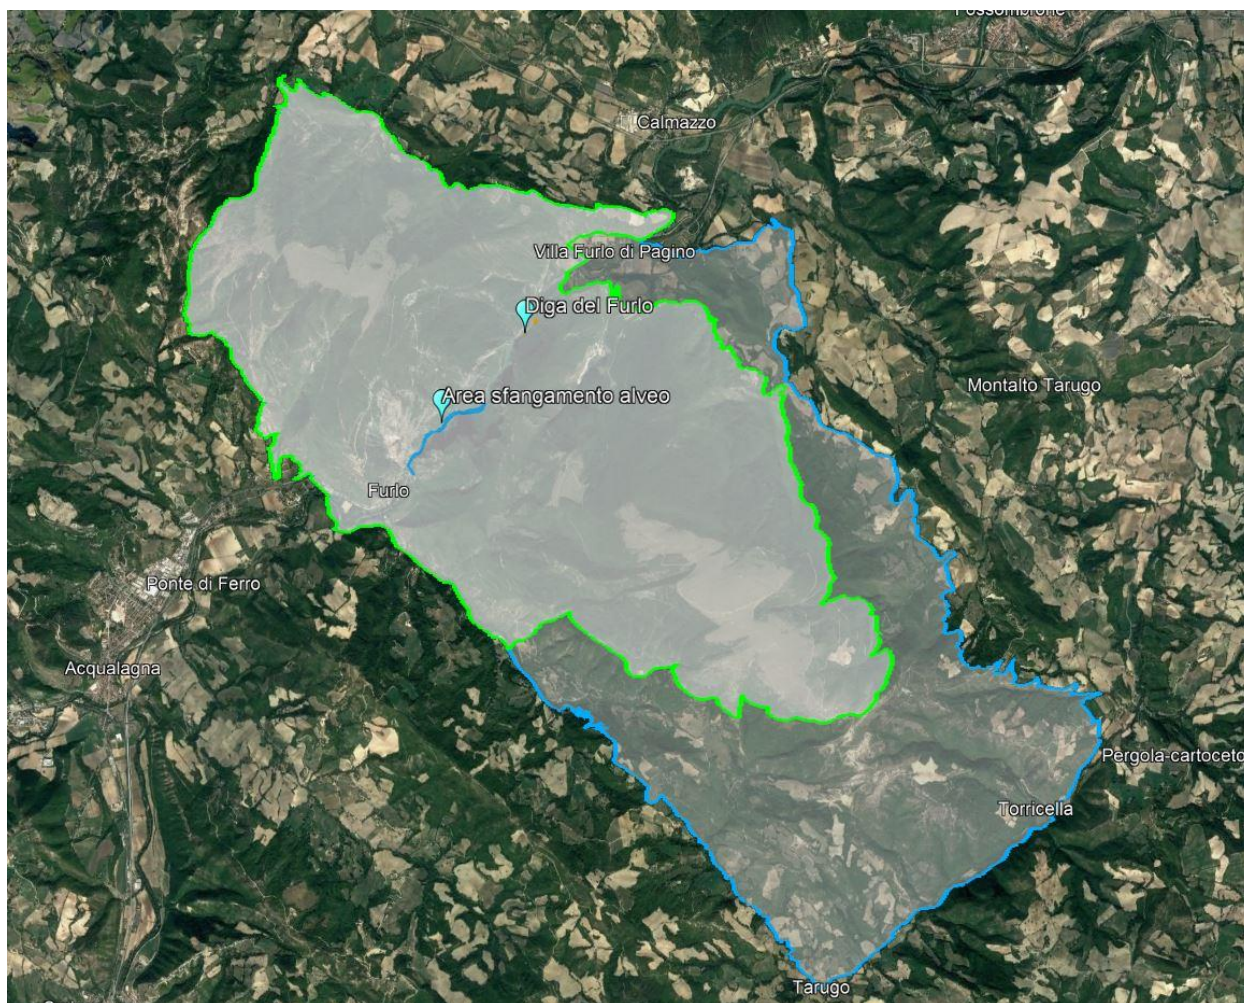 Fossombrone
Calmazzo
Villa Furlo di Pagino
Diga del Furlo
Montalto Tarugo
Area sfangamento alveo
Furlo
Ponte di Ferro
Acqualagna
Pergola-cartoceto
Torricella
Tarugo